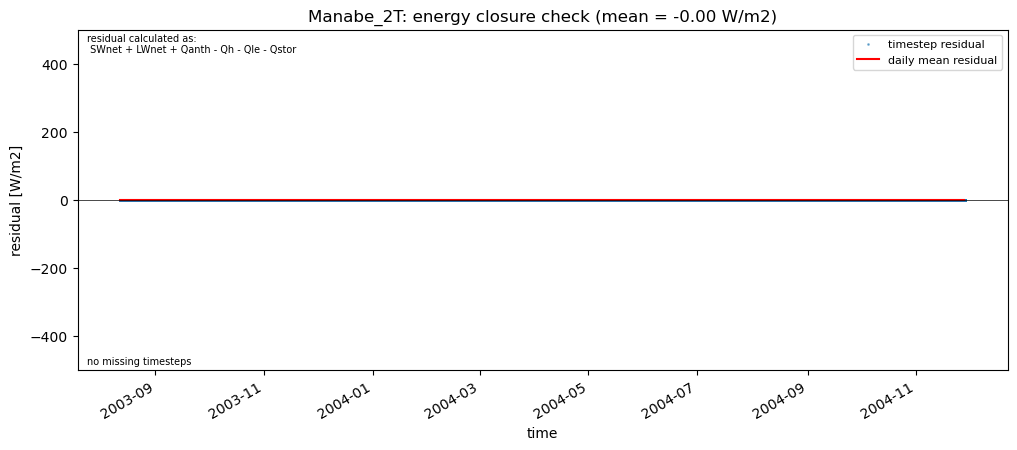 Manabe_2T: energy closure check (mean = -0.00 W/m2)
residual calculated as:
SWnet + LWnet + Qanth - Qh - Qle - Qstor
timestep residual
daily mean residual
400
200
0
−200
−400
residual [W/m2]
no missing timesteps
2003-09
2003-11
2004-01
2004-03
2004-05
2004-07
2004-09
2004-11
time